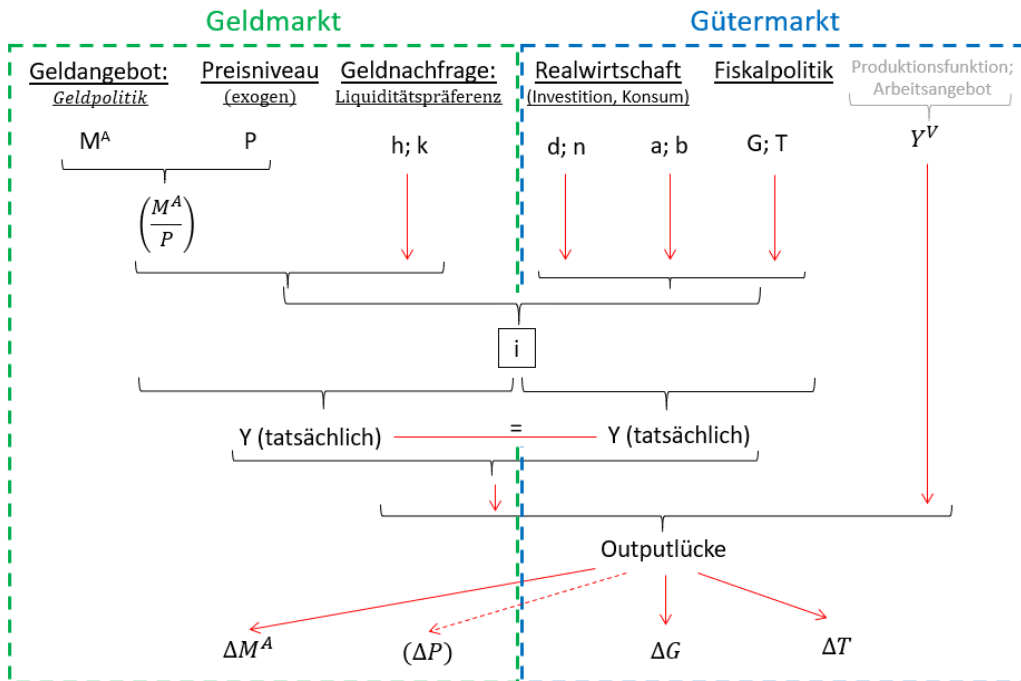 Geldmarkt
Gütermarkt
Geldangebot:
Geldpolitik
Preisniveau
(exogen)
Geldnachfrage:
Liquiditätspräferenz
Realwirtschaft
(Investition, Konsum)
Fiskalpolitik
Produktionsfunktion;
Arbeitsangebot
Mᴬ
P
h; k
d; n
a; b
G; T
Y^V
(M^A/P)
i
Y (tatsächlich)
=
Y (tatsächlich)
Outputlücke
ΔM^A
(ΔP)
ΔG
ΔT